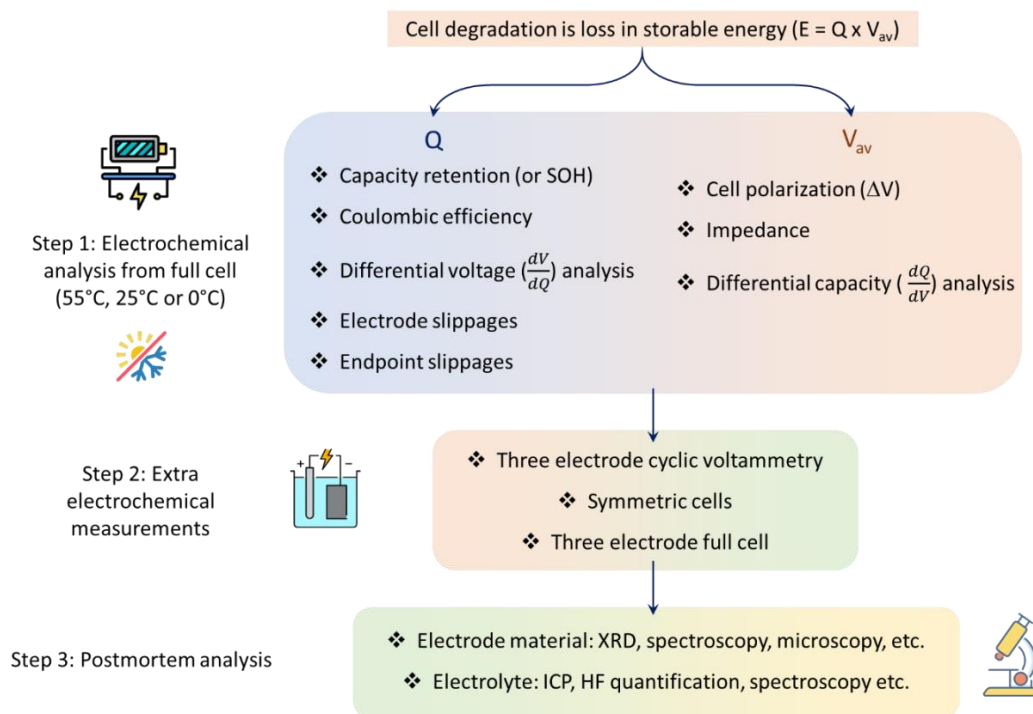 Cell degradation is loss in storable energy (E = Q x Vav)
Q
❖ Capacity retention (or SOH)
❖ Coulombic efficiency
❖ Differential voltage (dV/dQ) analysis
❖ Electrode slippages
❖ Endpoint slippages
Vav
❖ Cell polarization (ΔV)
❖ Impedance
❖ Differential capacity ( dQ/dV) analysis
Step 1: Electrochemical
analysis from full cell
(55°C, 25°C or 0°C)
Step 2: Extra
electrochemical
measurements
+ −
❖ Three electrode cyclic voltammetry
❖ Symmetric cells
❖ Three electrode full cell
Step 3: Postmortem analysis
❖ Electrode material: XRD, spectroscopy, microscopy, etc.
❖ Electrolyte: ICP, HF quantification, spectroscopy etc.